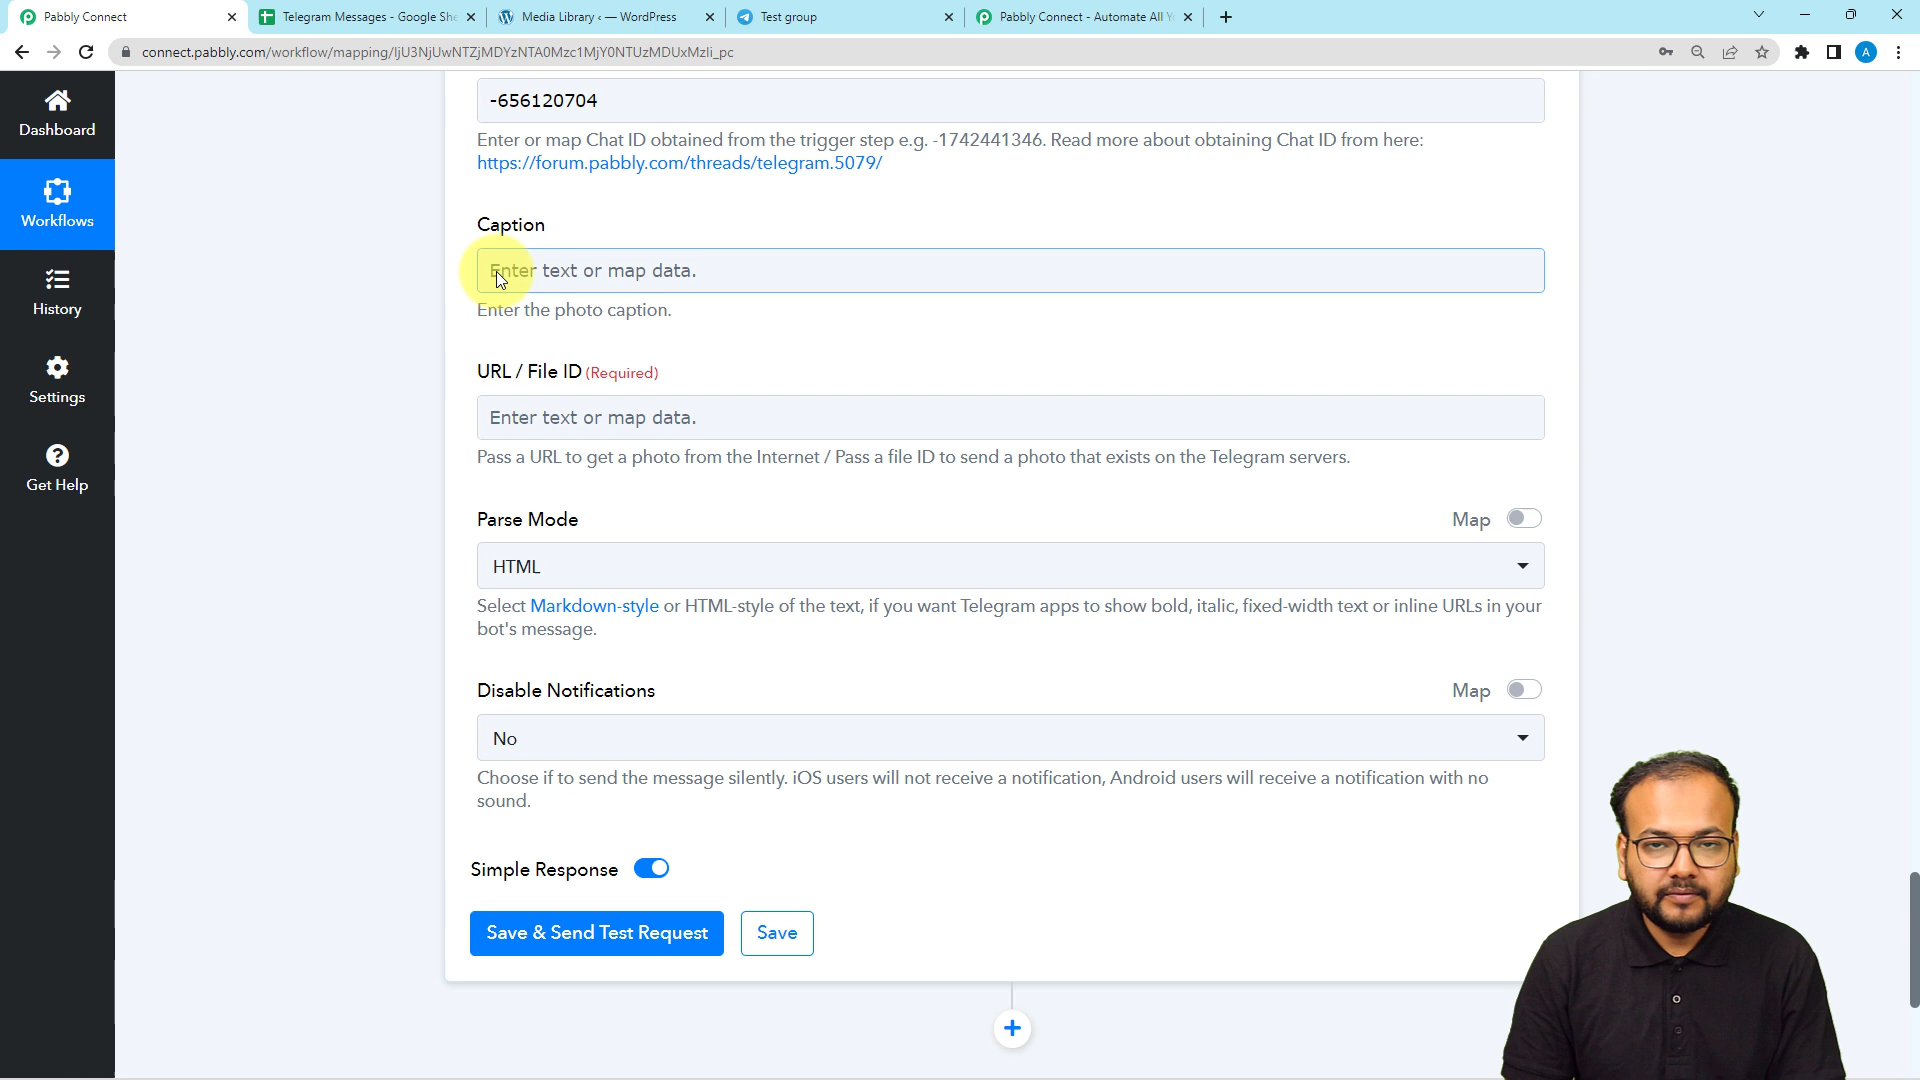 Pabbly Connect
Telegram Messages - Google She
Media Library ‹ — WordPress
Test group
Pabbly Connect - Automate All Y
connect.pabbly.com/workflow/mapping/IjU3NjUwNTZjMDYzNTA0Mzc1MjY0NTUzMDUxMzIi_pc
A
Dashboard
Workflows
History
Settings
Get Help
-656120704
Enter or map Chat ID obtained from the trigger step e.g. -1742441346. Read more about obtaining Chat ID from here:
https://forum.pabbly.com/threads/telegram.5079/
Caption
Enter text or map data.
Enter the photo caption.
URL / File ID (Required)
Enter text or map data.
Pass a URL to get a photo from the Internet / Pass a file ID to send a photo that exists on the Telegram servers.
Parse Mode
Map
HTML
Select Markdown-style or HTML-style of the text, if you want Telegram apps to show bold, italic, fixed-width text or inline URLs in your
bot's message.
Disable Notifications
Map
No
Choose if to send the message silently. iOS users will not receive a notification, Android users will receive a notification with no
sound.
Simple Response
Save & Send Test Request
Save